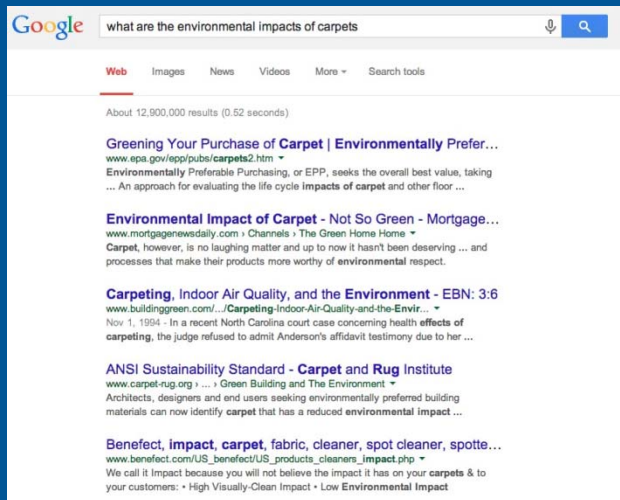 Google what are the environmental impacts of carpets
Web Images News Videos More Search tools
About 12,900,000 results (0.52 seconds)
Greening Your Purchase of Carpet | Environmentally Prefer...
www.epa.gov/epp/pubs/carpets2.htm
Environmentally Preferable Purchasing, or EPP, seeks the overall best value, taking
... An approach for evaluating the life cycle impacts of carpet and other floor ...
Environmental Impact of Carpet - Not So Green - Mortgage...
www.mortgagenewsdaily.com › Channels › The Green Home Home
Carpet, however, is no laughing matter and up to now it hasn't been deserving ... and
processes that make their products more worthy of environmental respect.
Carpeting, Indoor Air Quality, and the Environment - EBN: 3:6
www.buildinggreen.com/.../Carpeting-Indoor-Air-Quality-and-the-Envir...
Nov 1, 1994 - In a recent North Carolina court case concerning health effects of
carpeting, the judge refused to admit Anderson's affidavit testimony due to her ...
ANSI Sustainability Standard - Carpet and Rug Institute
www.carpet-rug.org › ... › Green Building and The Environment
Architects, designers and end users seeking environmentally preferred building
materials can now identify carpet that has a reduced environmental impact ...
Benefect, impact, carpet, fabric, cleaner, spot cleaner, spotte...
www.benefect.com/US_benefect/US_products_cleaners_impact.php
We call it Impact because you will not believe the impact it has on your carpets & to
your customers: • High Visually-Clean Impact • Low Environmental Impact